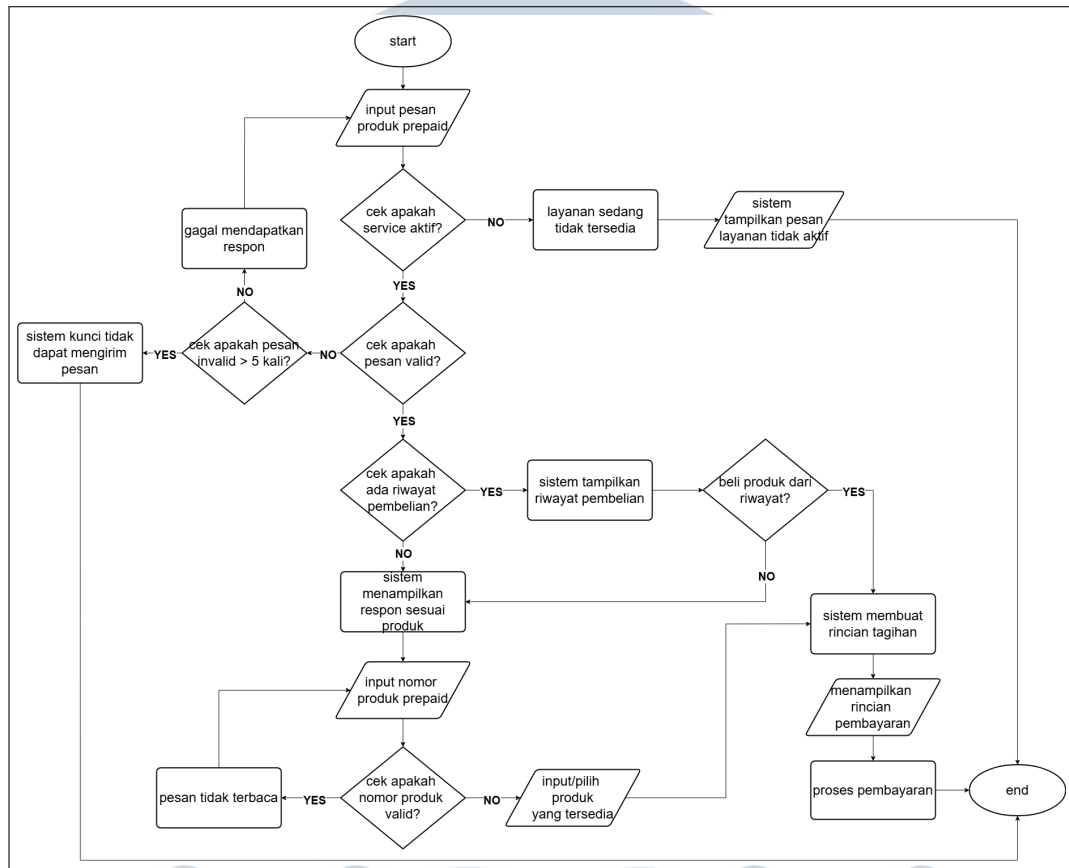 start
input pesan
produk prepaid
cek apakah
service aktif?
NO
layanan sedang
tidak tersedia
sistem
tampilkan pesan
layanan tidak aktif
gagal mendapatkan
respon
YES
NO
sistem kunci tidak
dapat mengirim
pesan
YES
cek apakah pesan
invalid > 5 kali?
NO
cek apakah
pesan valid?
YES
cek apakah
ada riwayat
pembelian?
YES
sistem tampilkan
riwayat pembelian
beli produk dari
riwayat?
YES
NO
NO
sistem
menampilkan
respon sesuai
produk
sistem membuat
rincian tagihan
input nomor
produk prepaid
menampilkan
rincian
pembayaran
pesan tidak terbaca
YES
cek apakah
nomor produk
valid?
NO
input/pilih
produk
yang tersedia
proses pembayaran
end